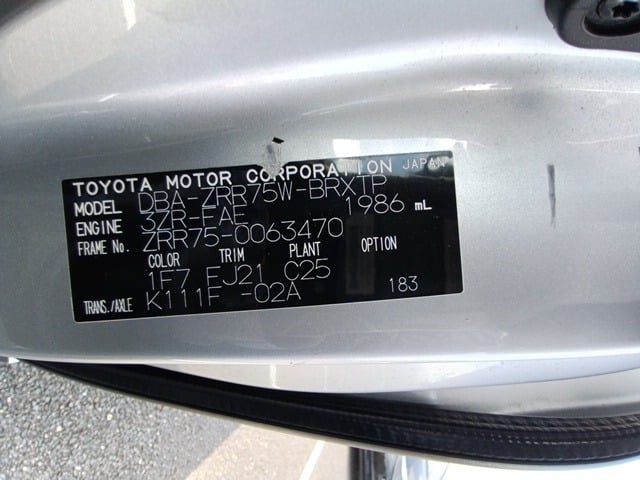 TOYOTA MOTOR CORPORATION JAPAN
MODEL DBA-ZRR75W-BRXTP
ENGINE 3ZR-FAE 1986 mL
FRAME No. ZRR75-0063470
COLOR TRIM PLANT OPTION
1F7 FJ21 C25
TRANS./AXLE K111F -02A 183